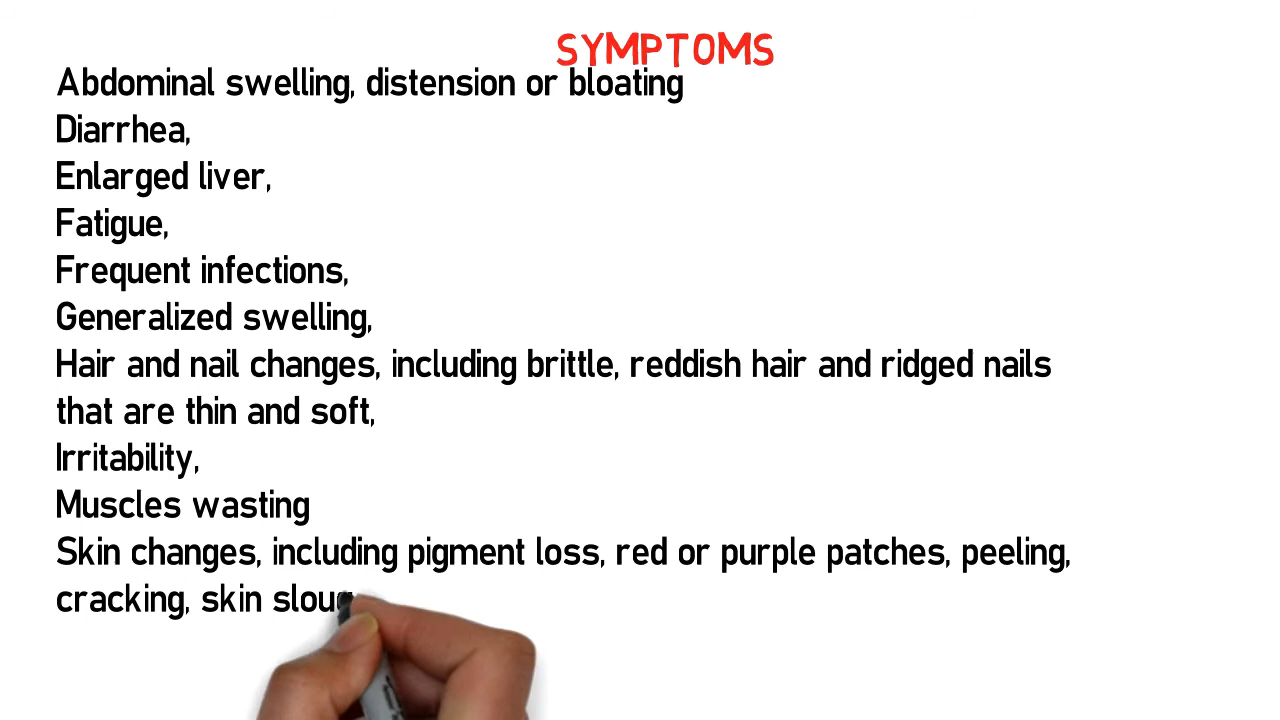 SYMPTOMS
Abdominal swelling, distension or bloating
Diarrhea,
Enlarged liver,
Fatigue,
Frequent infections,
Generalized swelling,
Hair and nail changes, including brittle, reddish hair and ridged nails
that are thin and soft,
Irritability,
Muscles wasting
Skin changes, including pigment loss, red or purple patches, peeling,
cracking, skin